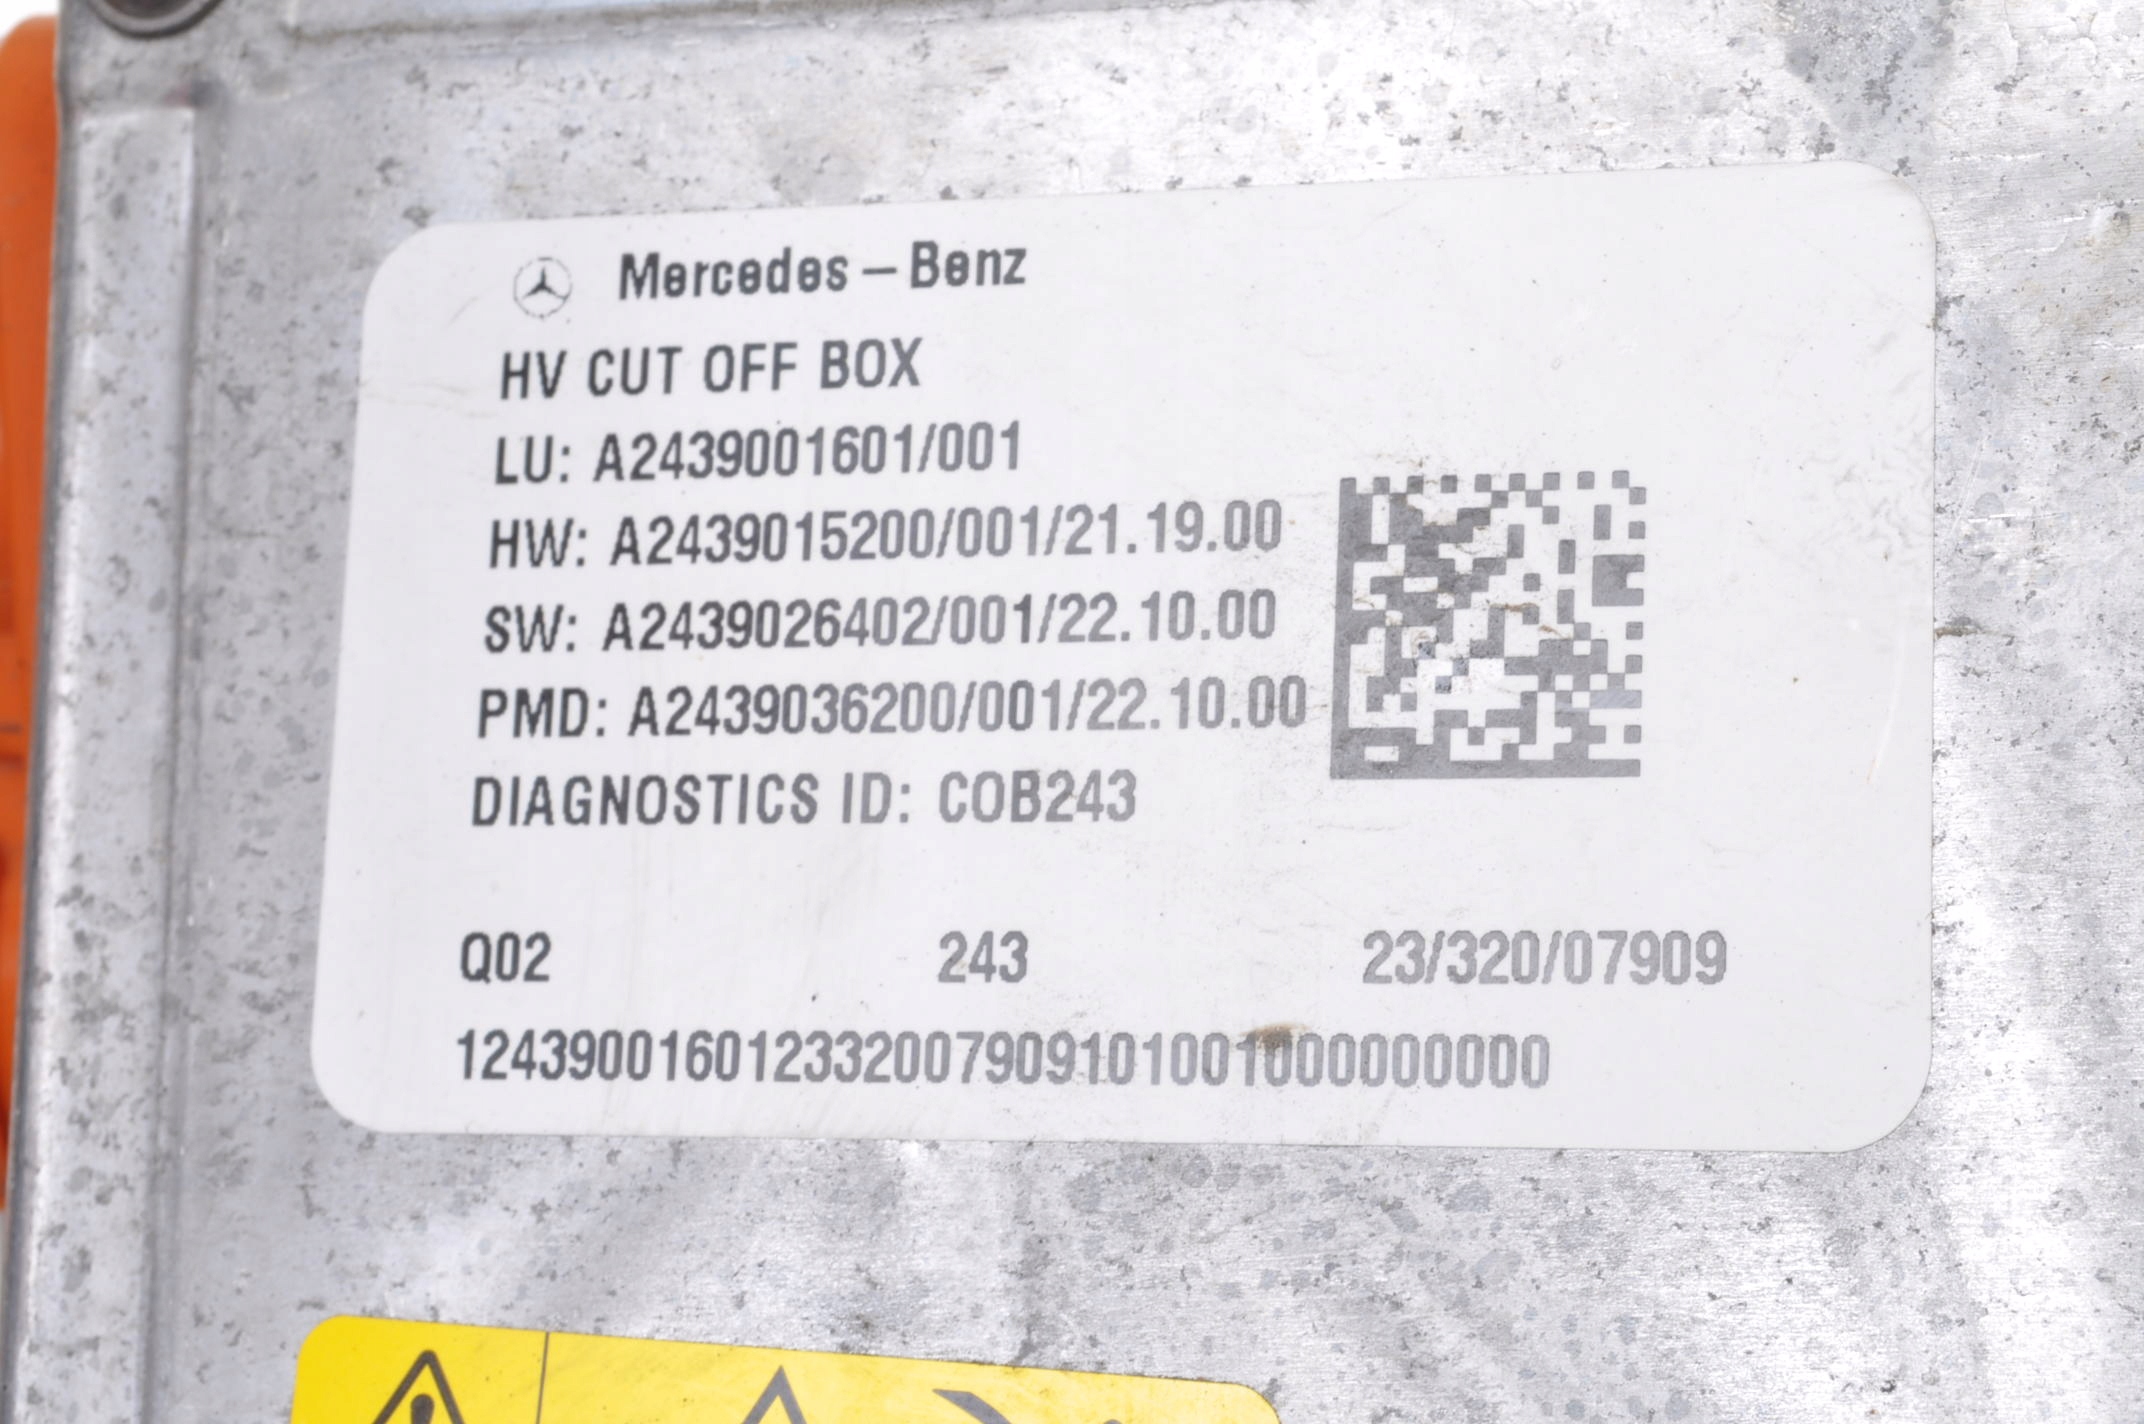 Mercedes-Benz
HV CUT OFF BOX
LU: A2439001601/001
HW: A2439015200/001/21.19.00
SW: A2439026402/001/22.10.00
PMD: A2439036200/001/22.10.00
DIAGNOSTICS ID: COB243
Q02 243 23/320/07909
124390016012332007909101001000000000